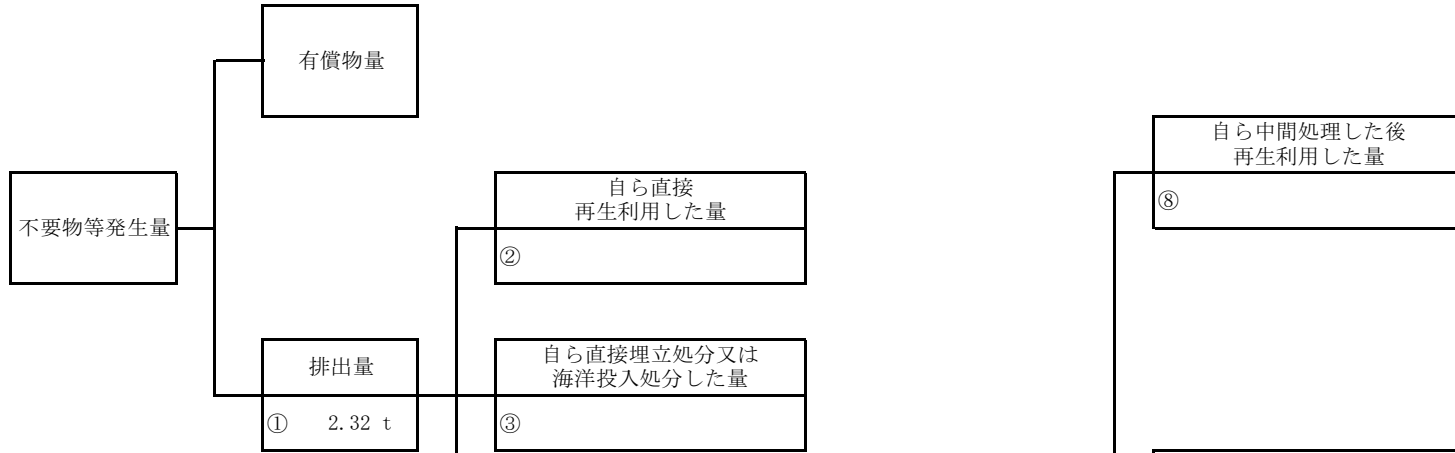 有償物量
自ら中間処理した後
再生利用した量
⑧
不要物等発生量
自ら直接
再生利用した量
②
排出量
① 2.32 t
自ら直接埋立処分又は
海洋投入処分した量
③